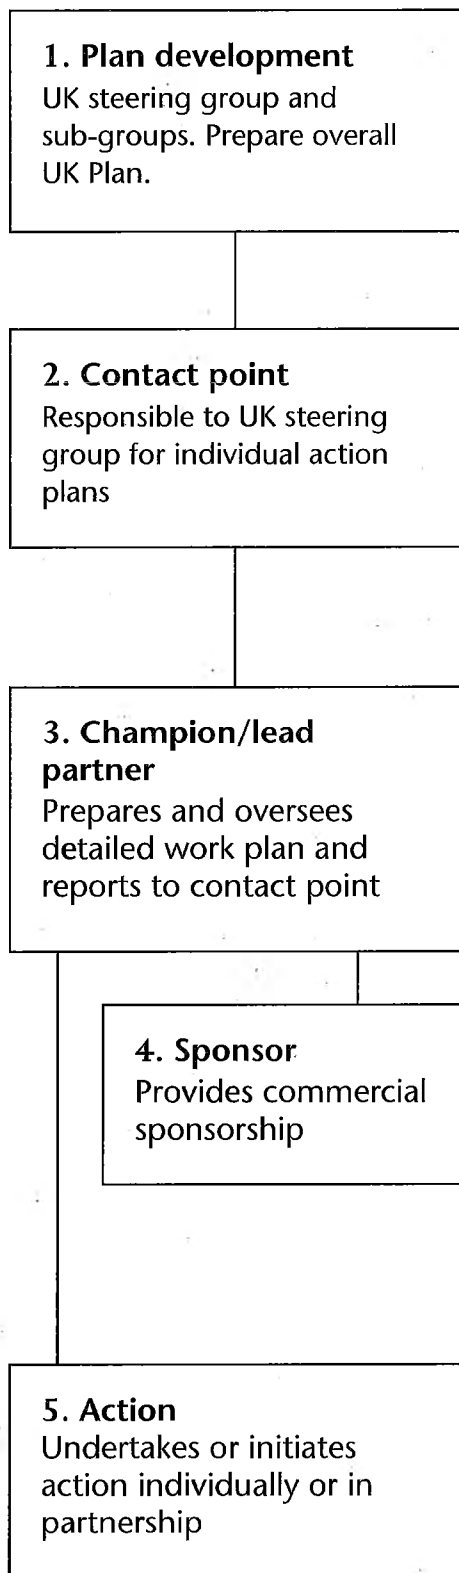 1. Plan development
UK steering group and
sub-groups. Prepare overall
UK Plan.
2. Contact point
Responsible to UK steering
group for individual action
plans
3. Champion/lead
partner
Prepares and oversees
detailed work plan and
reports to contact point
4. Sponsor
Provides commercial
sponsorship
5. Action
Undertakes or initiates
action individually or in
partnership